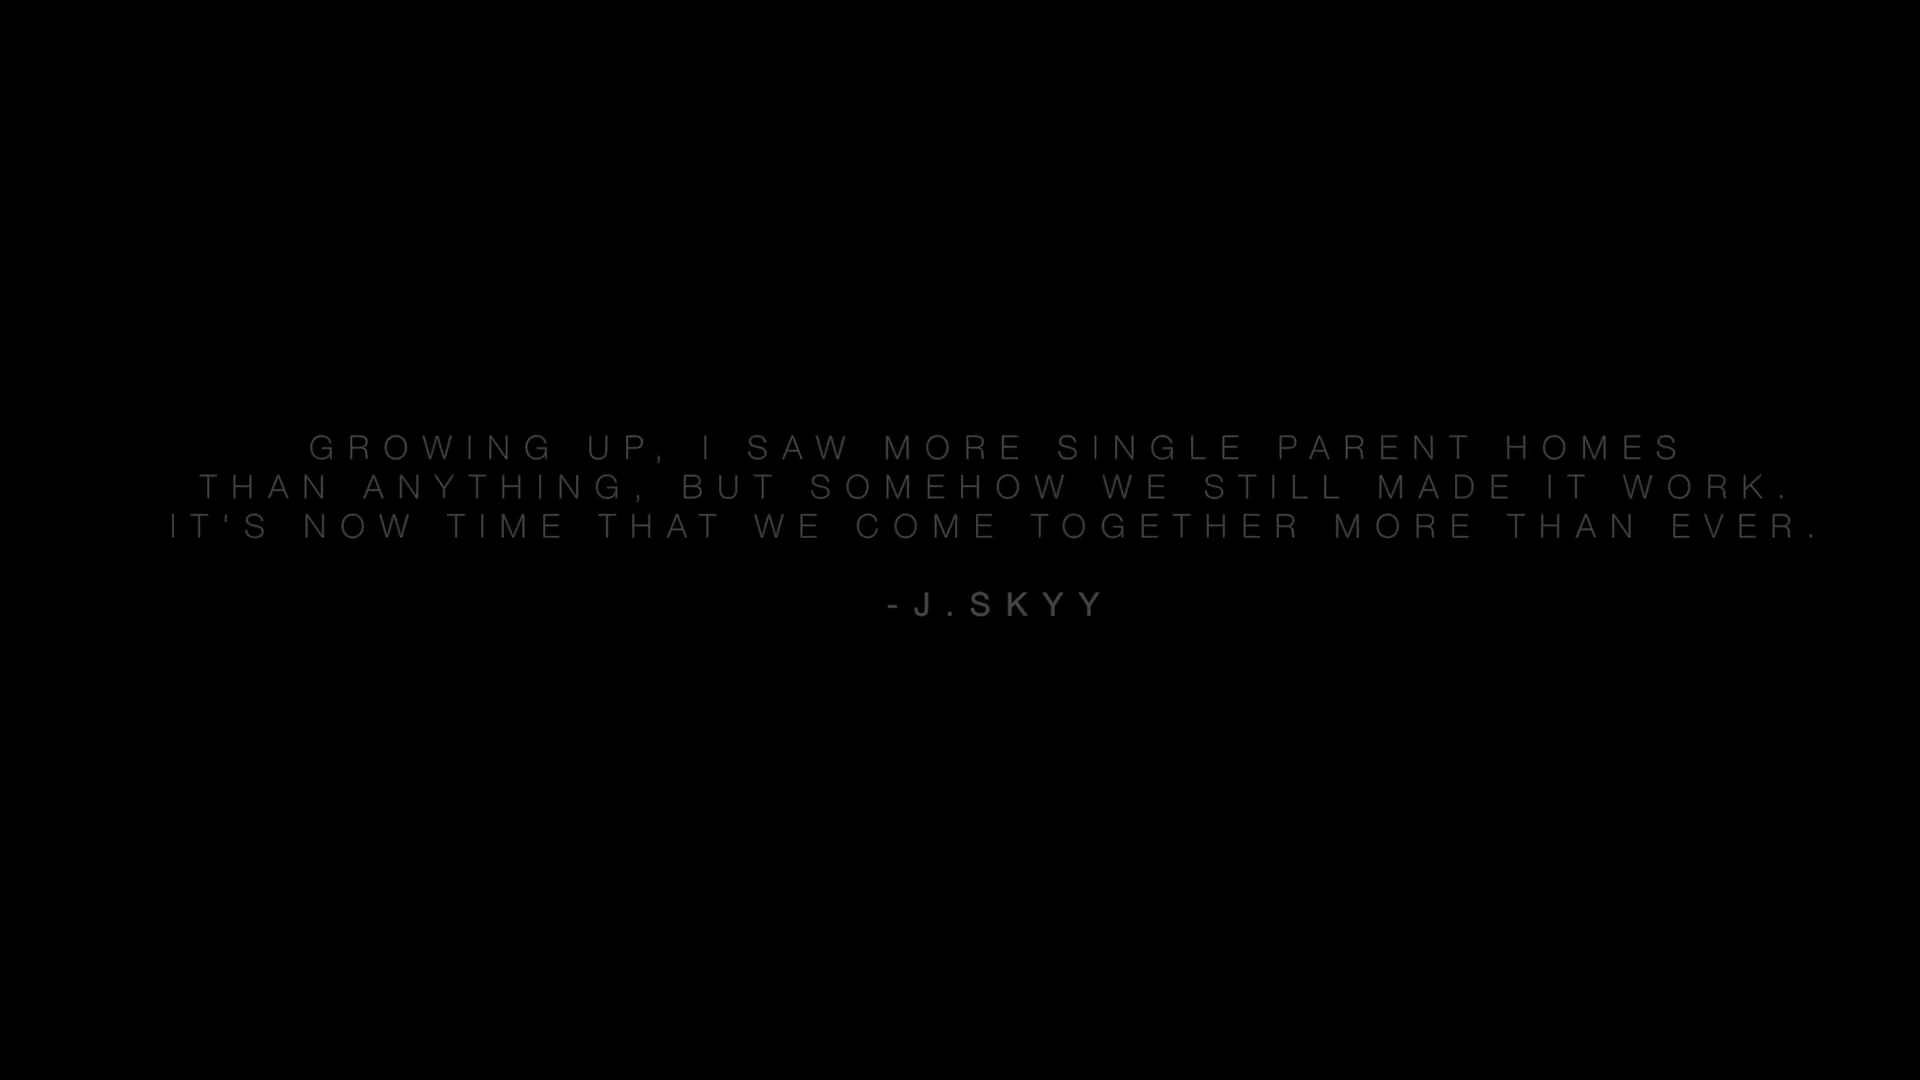 GROWING UP, I SAW MORE SINGLE PARENT HOMES
THAN ANYTHING, BUT SOMEHOW WE STILL MADE IT WORK.
IT'S NOW TIME THAT WE COME TOGETHER MORE THAN EVER.
-J.SKYY